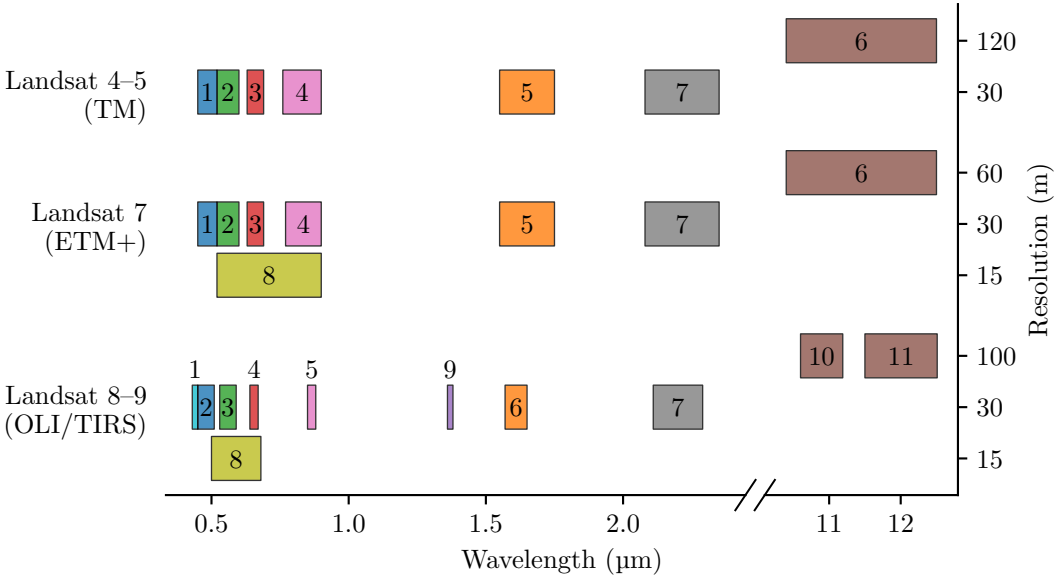 6
120
Landsat 4–5
(TM)
1 2 3 4 5 7
30
6
60
Landsat 7
(ETM+)
1 2 3 4 5 7
30
8
15
Resolution (m)
10 11
100
1 4 5 9
Landsat 8–9
(OLI/TIRS)
2 3 6 7
30
8
15
0.5 1.0 1.5 2.0 11 12
Wavelength (µm)